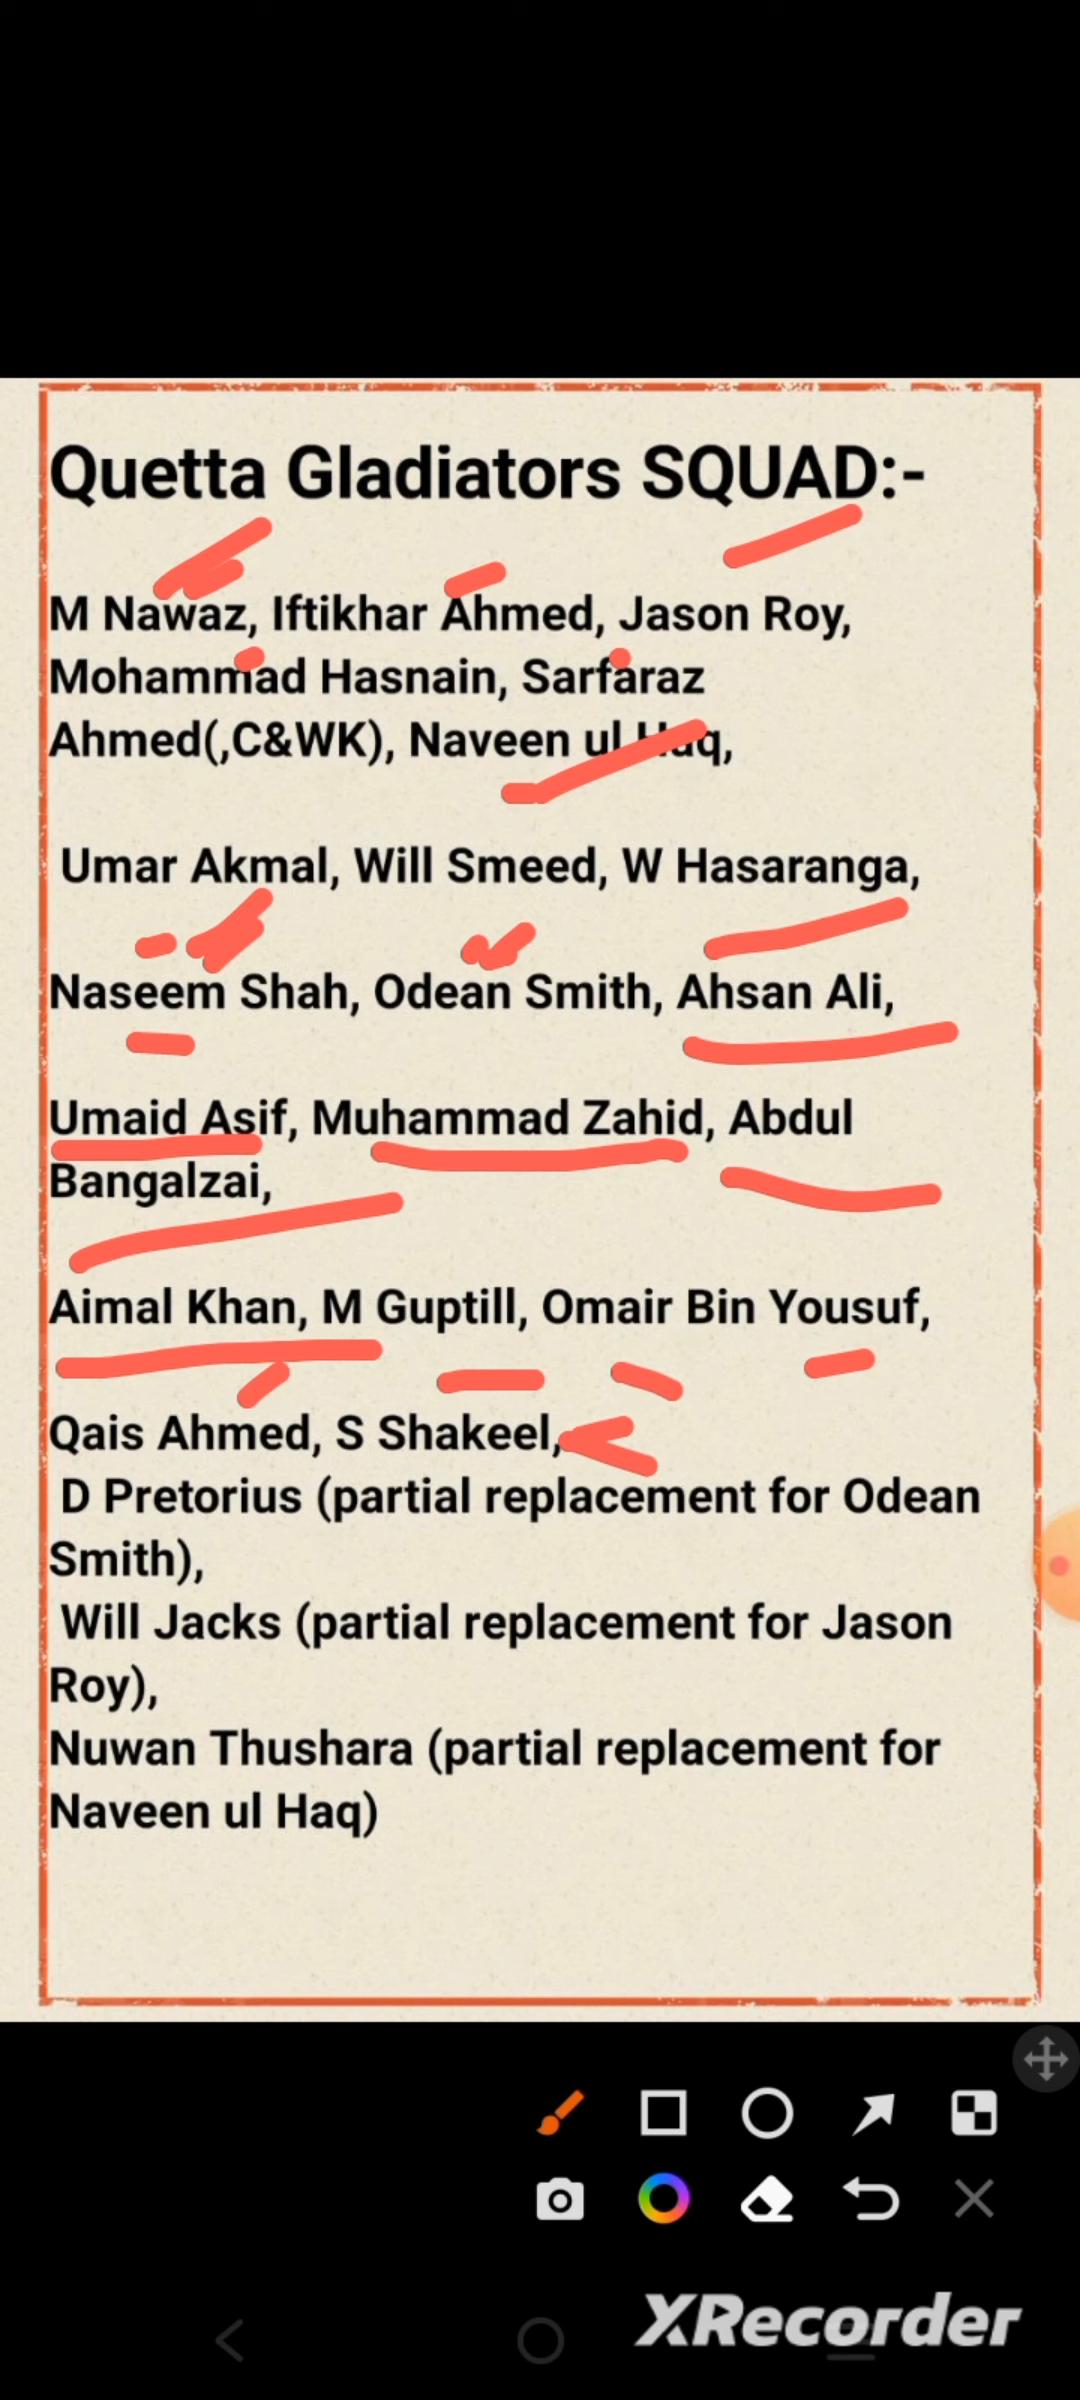 Quetta Gladiators SQUAD:-
M Nawaz, Iftikhar Ahmed, Jason Roy,
Mohammad Hasnain, Sarfaraz
Ahmed(,C&WK), Naveen ul Haq,
Umar Akmal, Will Smeed, W Hasaranga,
Naseem Shah, Odean Smith, Ahsan Ali,
Umaid Asif, Muhammad Zahid, Abdul
Bangalzai,
Aimal Khan, M Guptill, Omair Bin Yousuf,
Qais Ahmed, S Shakeel,
D Pretorius (partial replacement for Odean
Smith),
Will Jacks (partial replacement for Jason
Roy),
Nuwan Thushara (partial replacement for
Naveen ul Haq)
XRecorder